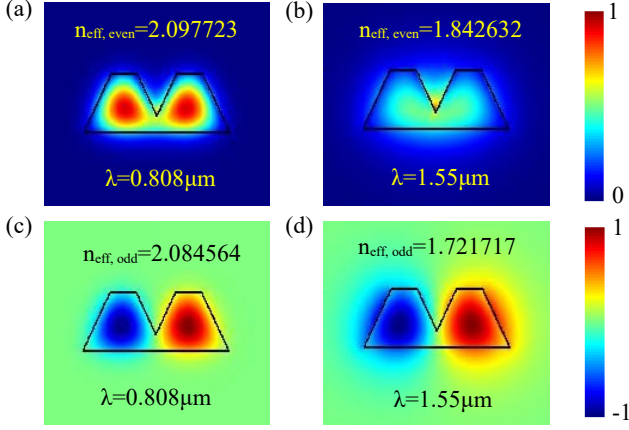 (a)
n_eff, even=2.097723
λ=0.808μm
(b)
n_eff, even=1.842632
λ=1.55μm
1
0
(c)
n_eff, odd=2.084564
λ=0.808μm
(d)
n_eff, odd=1.721717
λ=1.55μm
1
-1